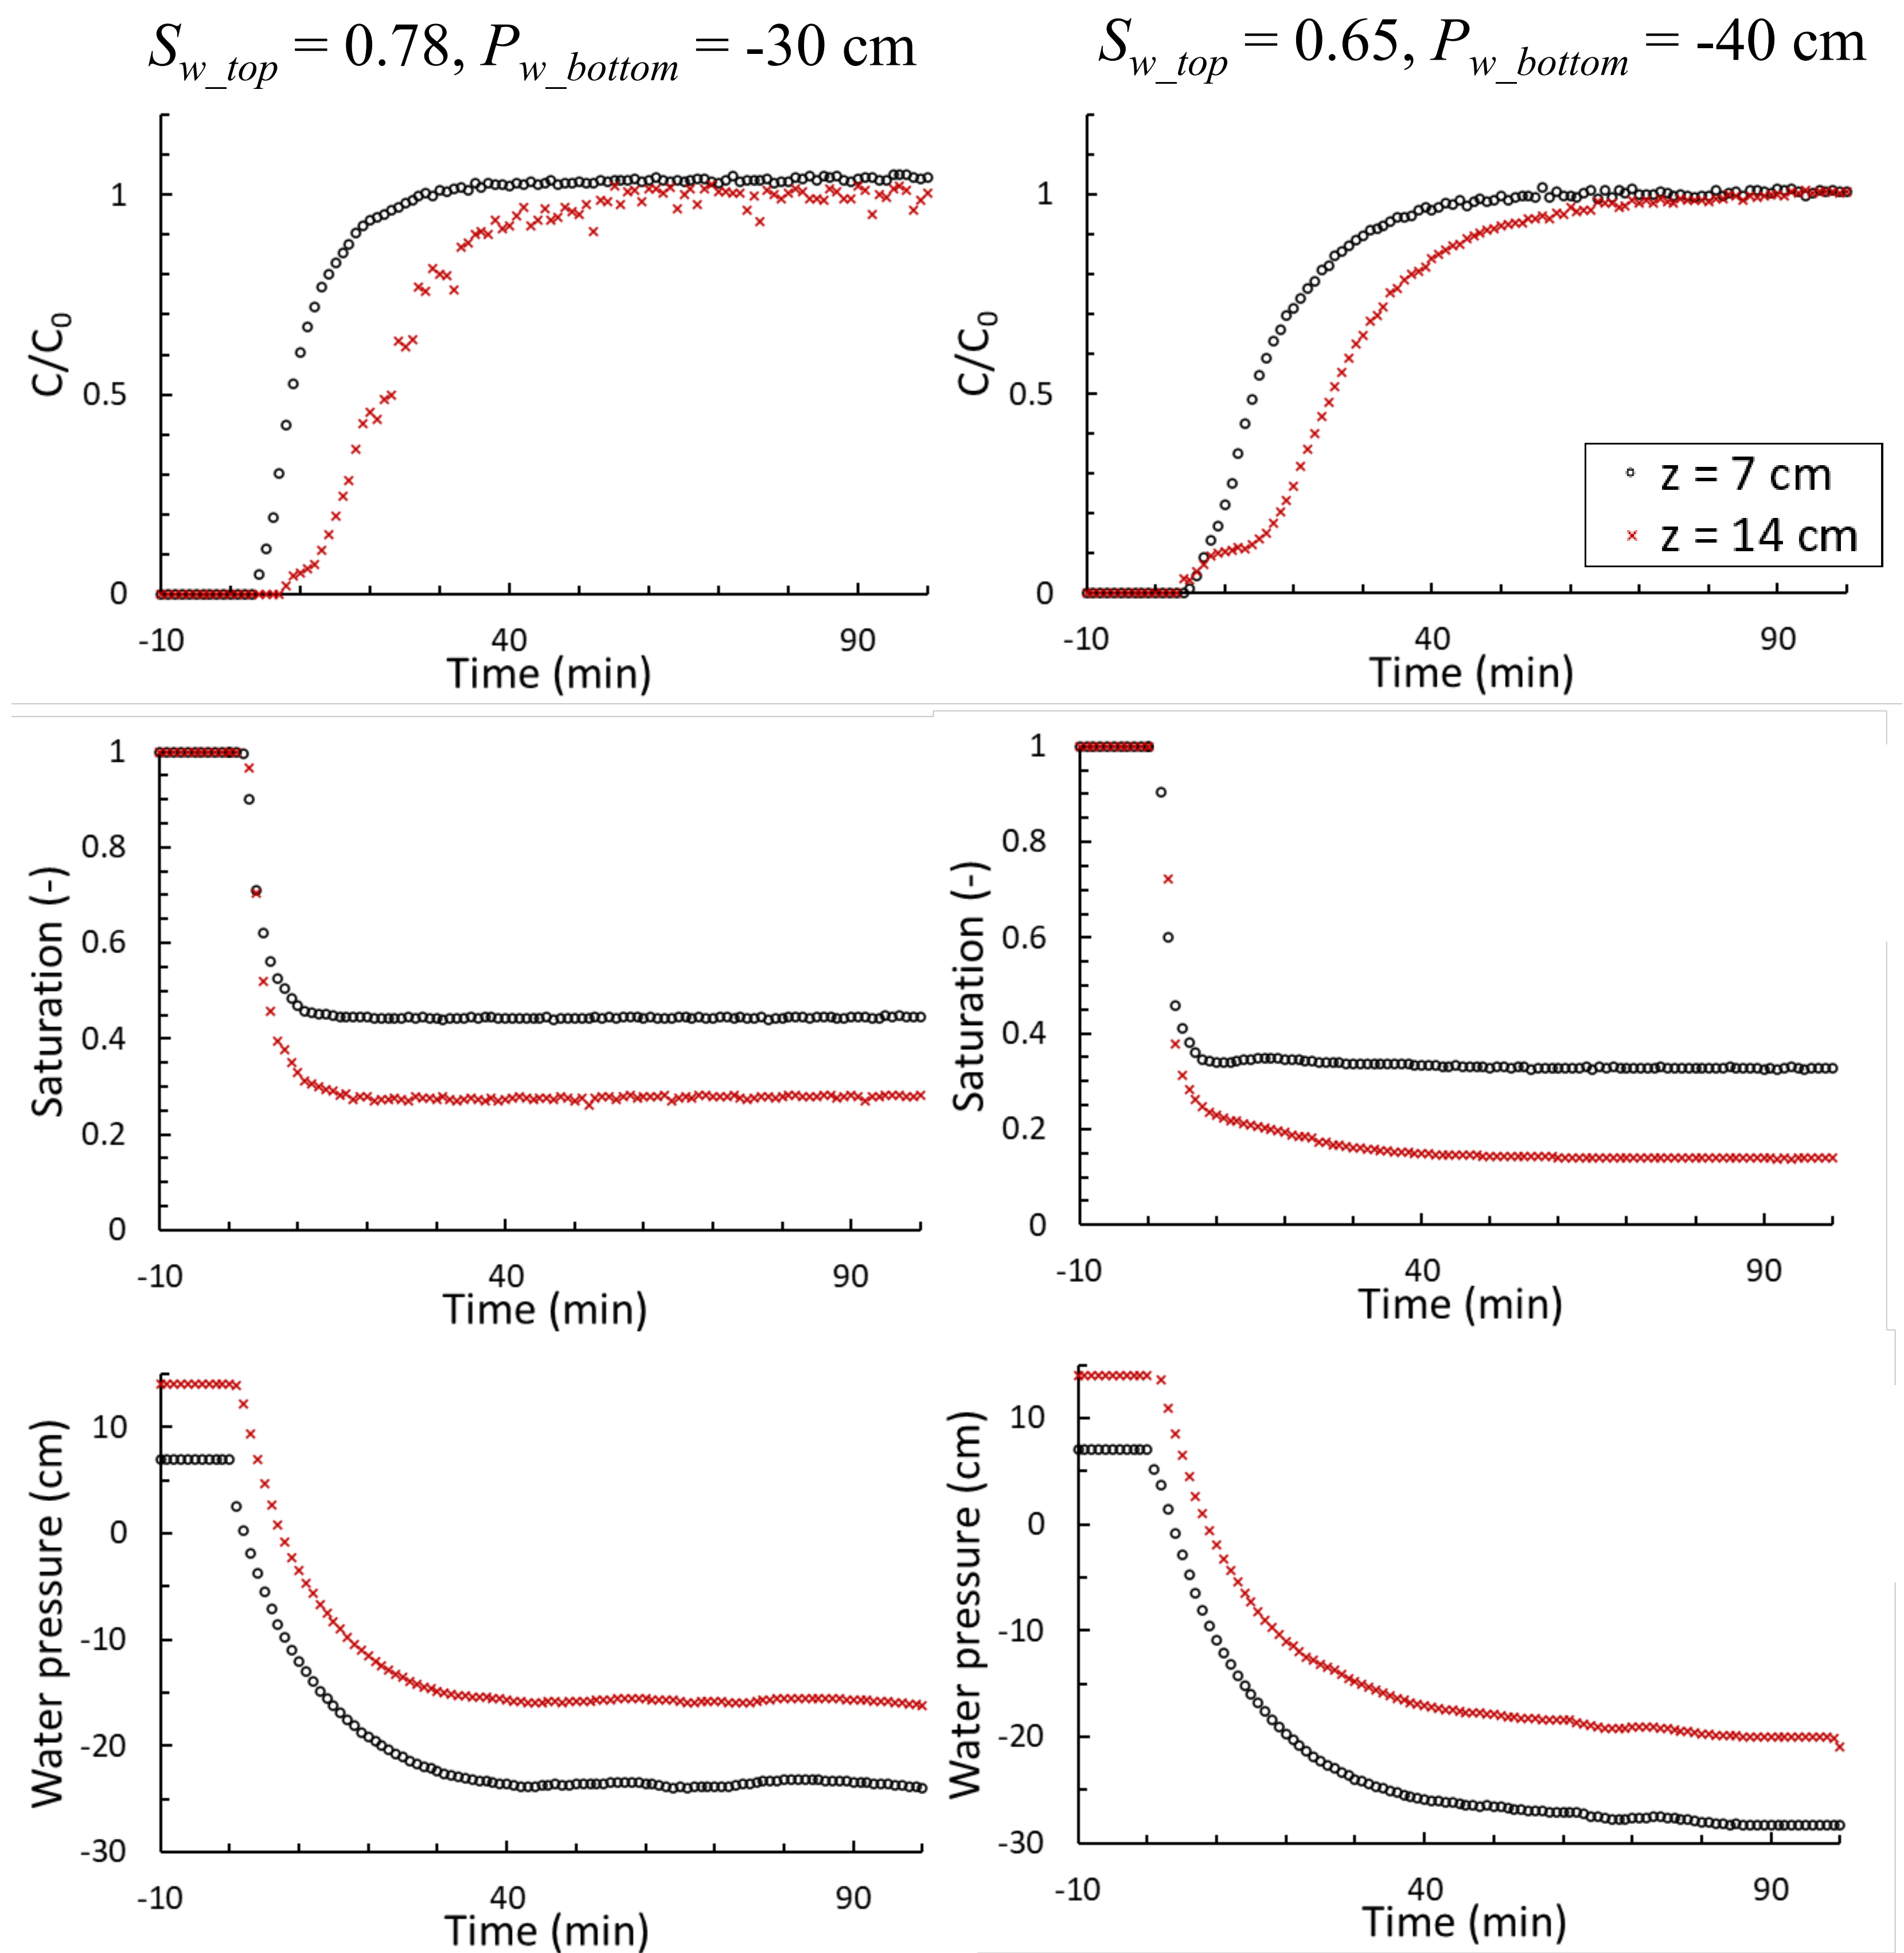 S_w_top = 0.78, P_w_bottom = -30 cm
S_w_top = 0.65, P_w_bottom = -40 cm
C/C0
1
0.5
0
-10 40 90
Time (min)
C/C0
1
0.5
0
z = 7 cm
z = 14 cm
-10 40 90
Time (min)
Saturation (-)
1
0.8
0.6
0.4
0.2
0
-10 40 90
Time (min)
Saturation (-)
1
0.8
0.6
0.4
0.2
0
-10 40 90
Time (min)
Water pressure (cm)
10
0
-10
-20
-30
-10 40 90
Time (min)
Water pressure (cm)
10
0
-10
-20
-30
-10 40 90
Time (min)